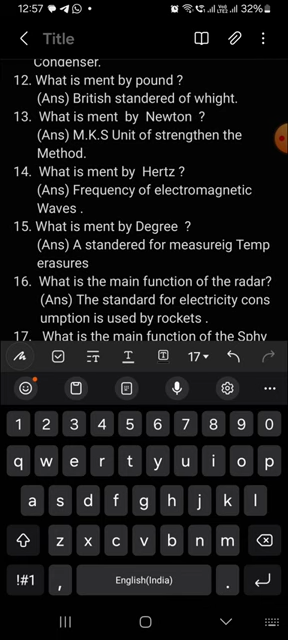 12:57
32%
Title
Condenser.
12. What is ment by pound ?
(Ans) British standered of whight.
13. What is ment by Newton ?
(Ans) M.K.S Unit of strengthen the
Method.
14. What is ment by Hertz ?
(Ans) Frequency of electromagnetic
Waves .
15. What is ment by Degree ?
(Ans) A standered for measureig Temp
erasures
16. What is the main function of the radar?
(Ans) The standard for electricity cons
umption is used by rockets .
17. What is the main function of the Sphy
17
1 2 3 4 5 6 7 8 9 0
q w e r t y u i o p
a s d f g h j k l
z x c v b n m
!#1 , English(India) .